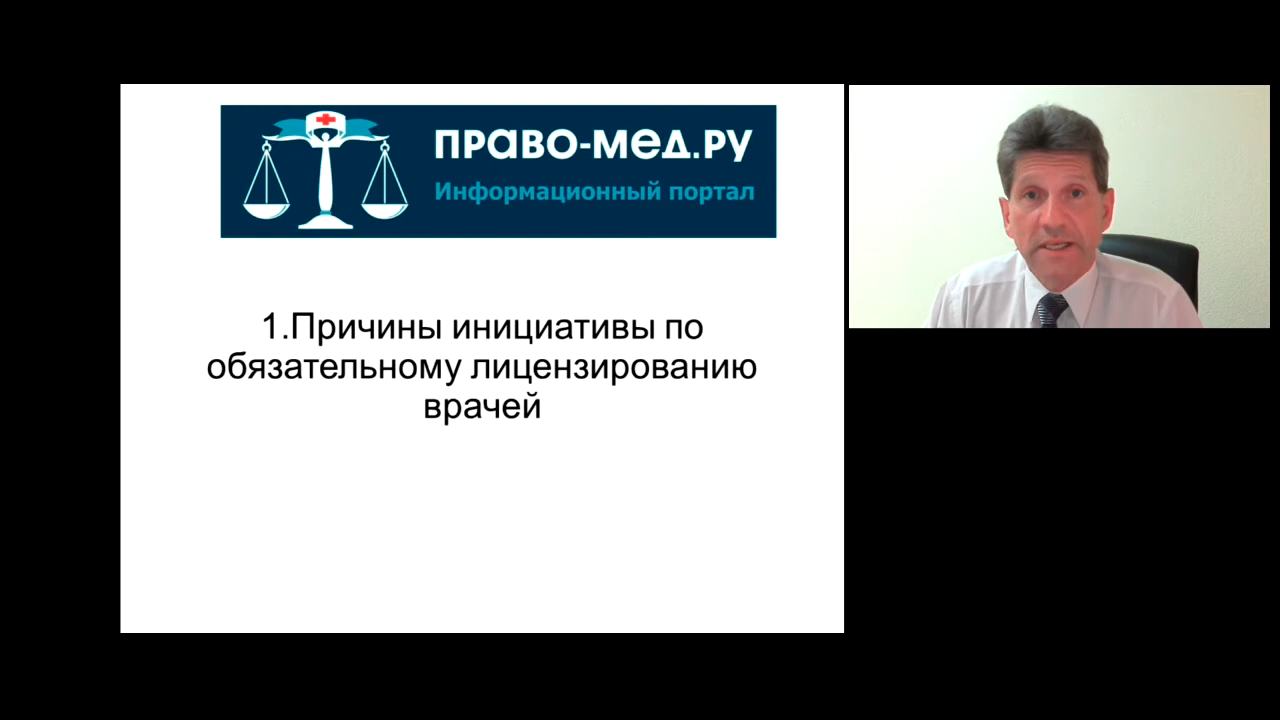 ПРАВО-МЕД.РУ
Информационный портал
1.Причины инициативы по
обязательному лицензированию
врачей